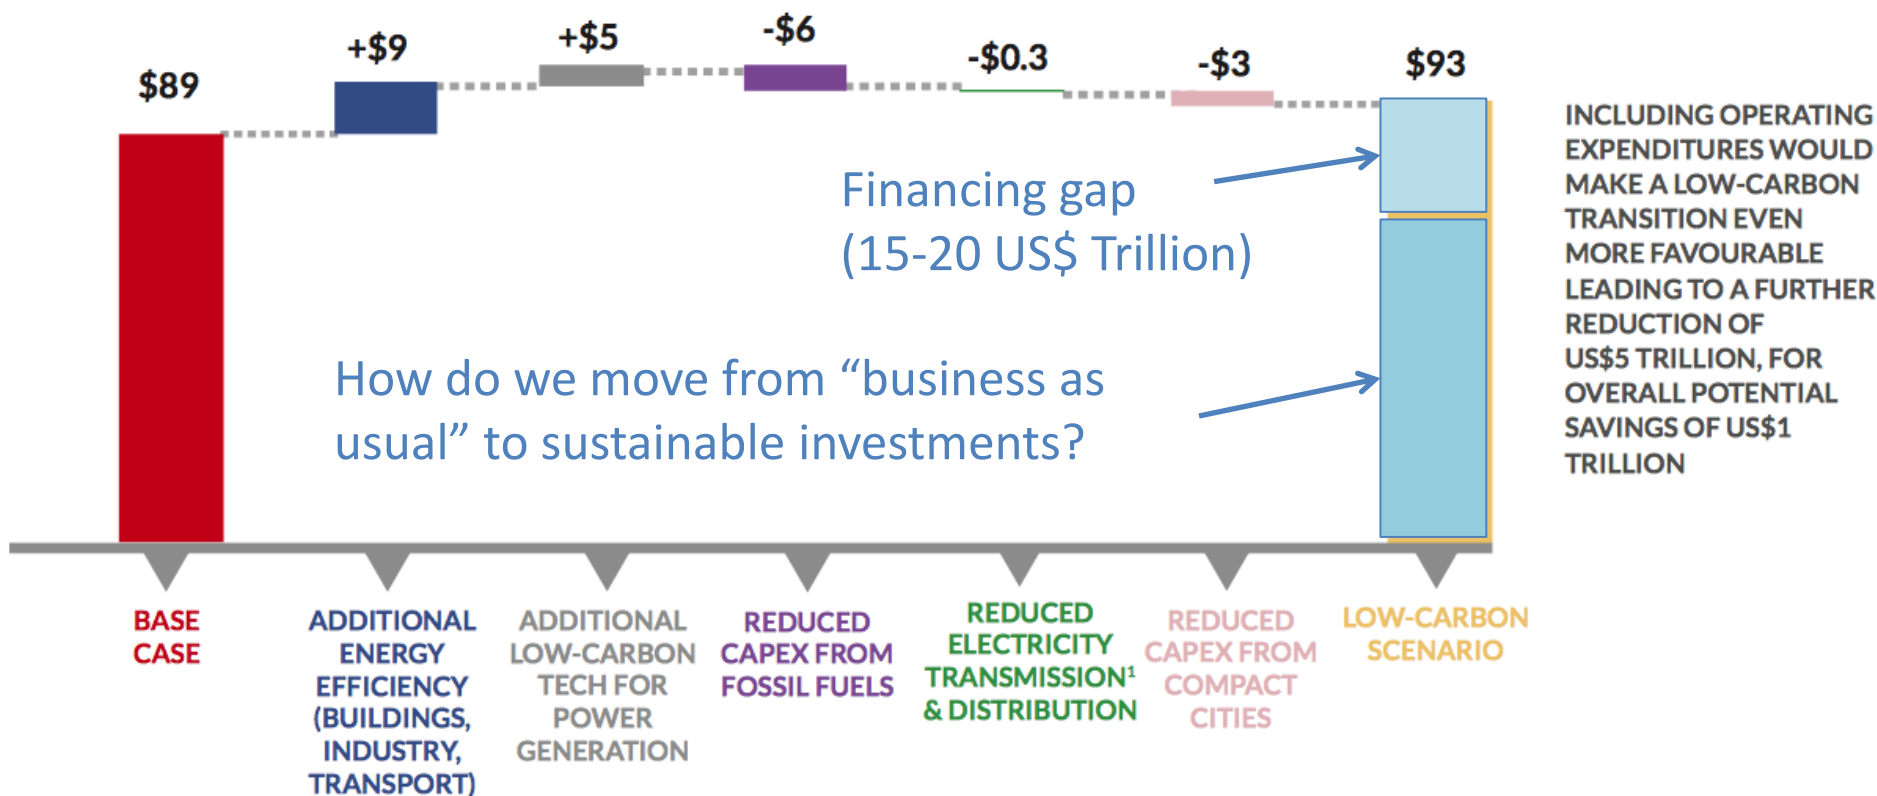 $89
+$9
+$5
-$6
-$0.3
-$3
$93
Financing gap
(15-20 US$ Trillion)
How do we move from “business as
usual” to sustainable investments?
INCLUDING OPERATING
EXPENDITURES WOULD
MAKE A LOW-CARBON
TRANSITION EVEN
MORE FAVOURABLE
LEADING TO A FURTHER
REDUCTION OF
US$5 TRILLION, FOR
OVERALL POTENTIAL
SAVINGS OF US$1
TRILLION
BASE
CASE
ADDITIONAL
ENERGY
EFFICIENCY
(BUILDINGS,
INDUSTRY,
TRANSPORT)
ADDITIONAL
LOW-CARBON
TECH FOR
POWER
GENERATION
REDUCED
CAPEX FROM
FOSSIL FUELS
REDUCED
ELECTRICITY
TRANSMISSION¹
& DISTRIBUTION
REDUCED
CAPEX FROM
COMPACT
CITIES
LOW-CARBON
SCENARIO